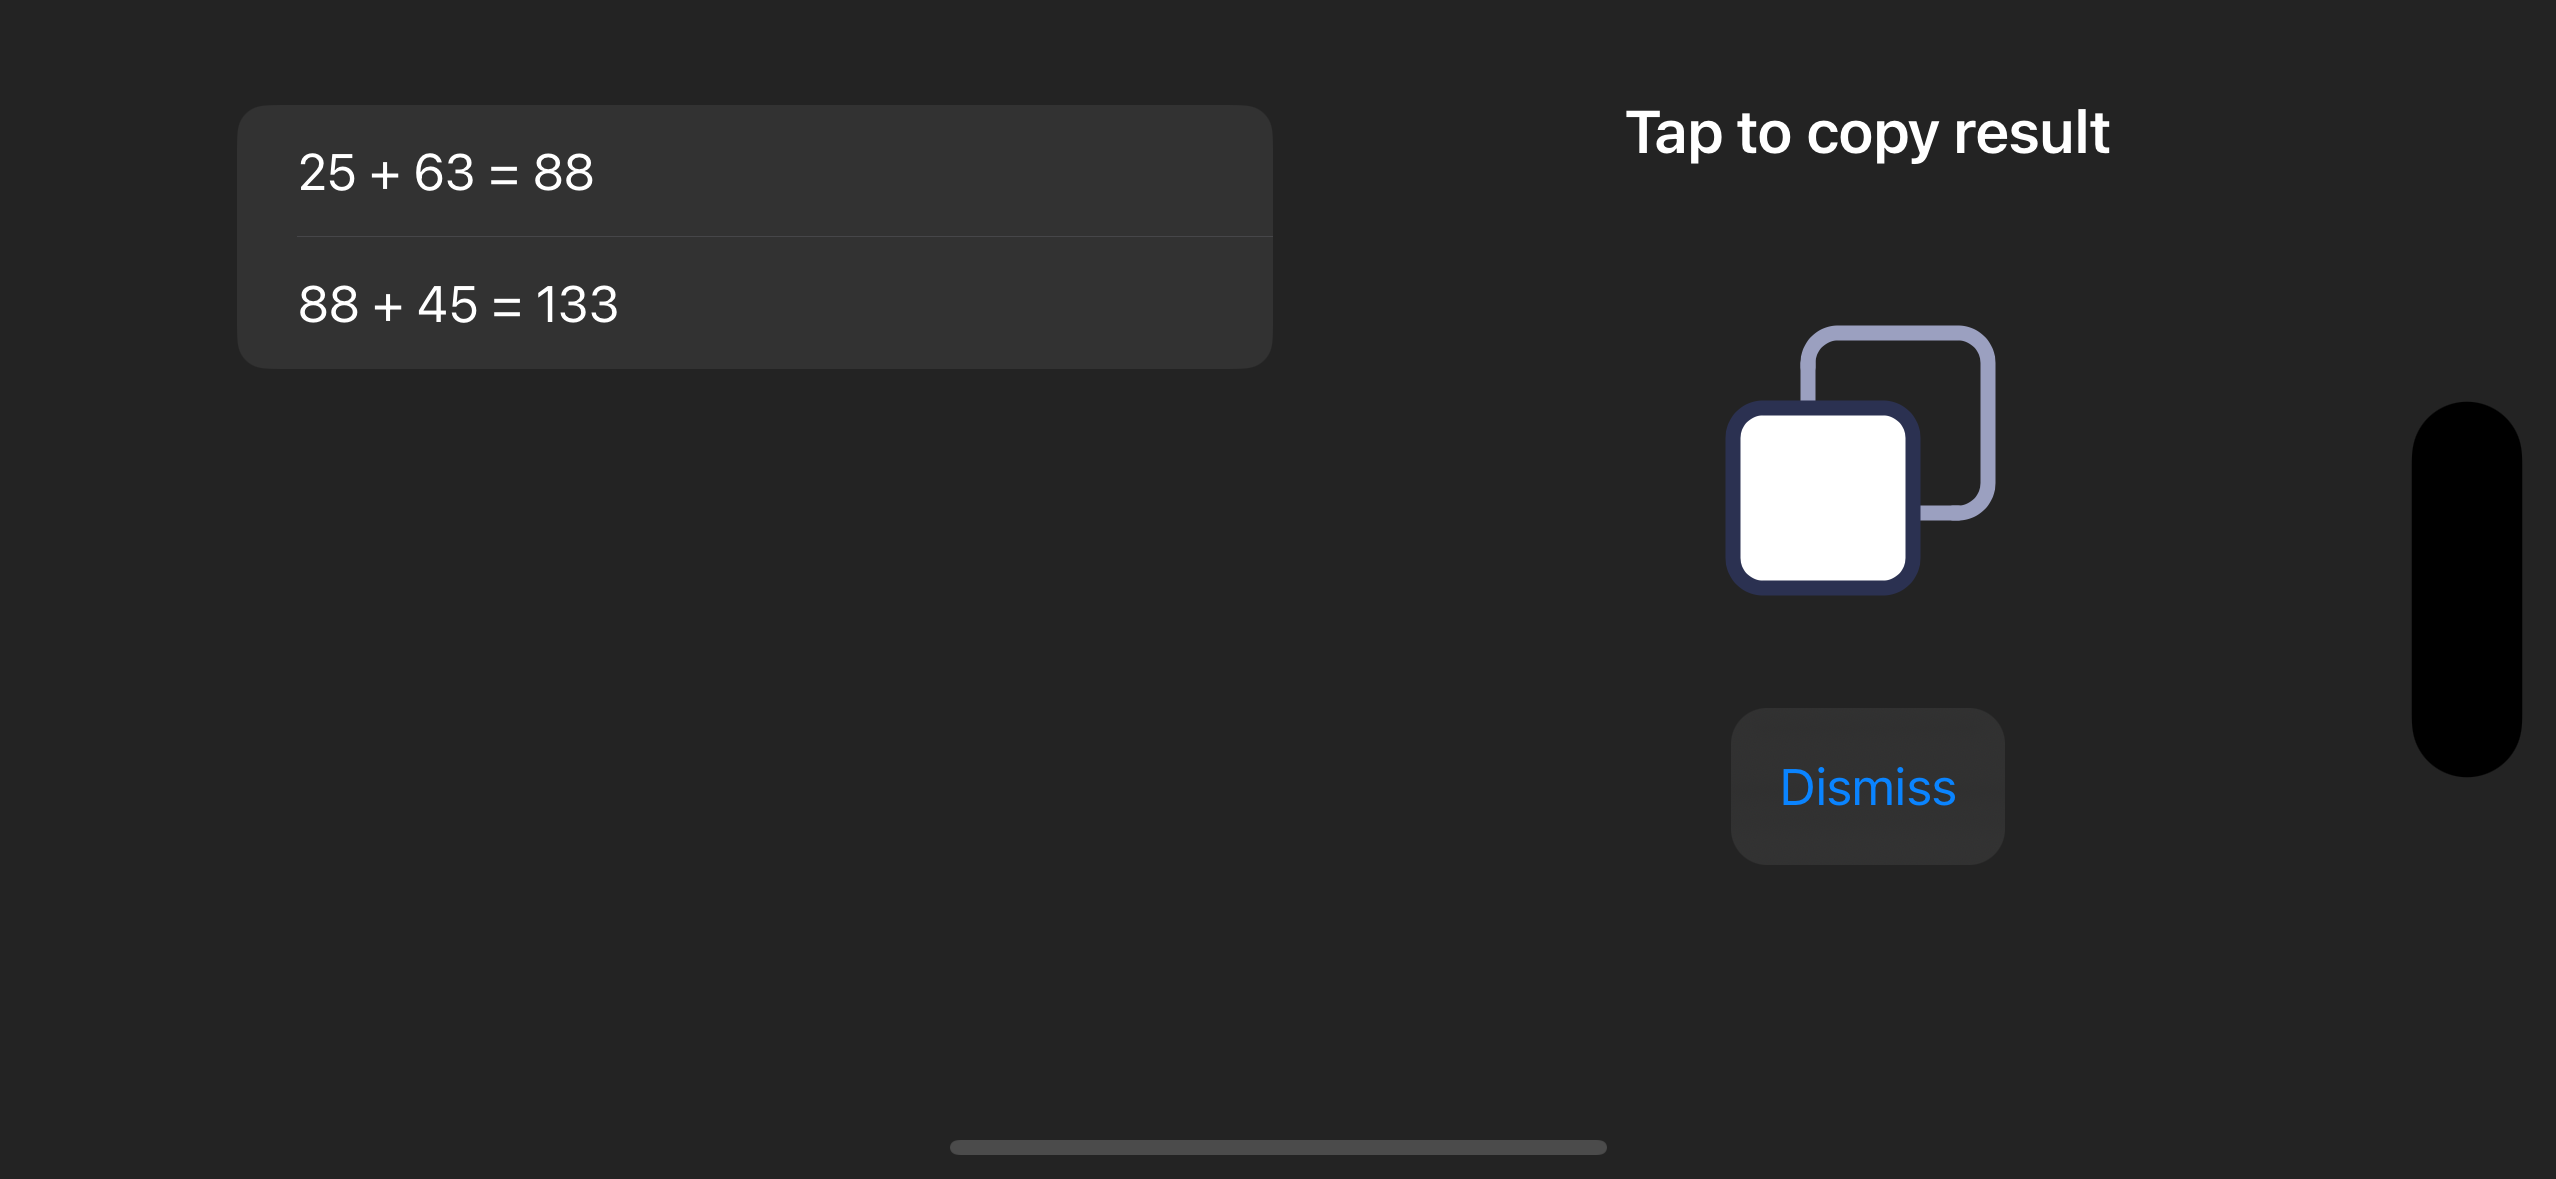 25 + 63 = 88
88 + 45 = 133
Tap to copy result
Dismiss